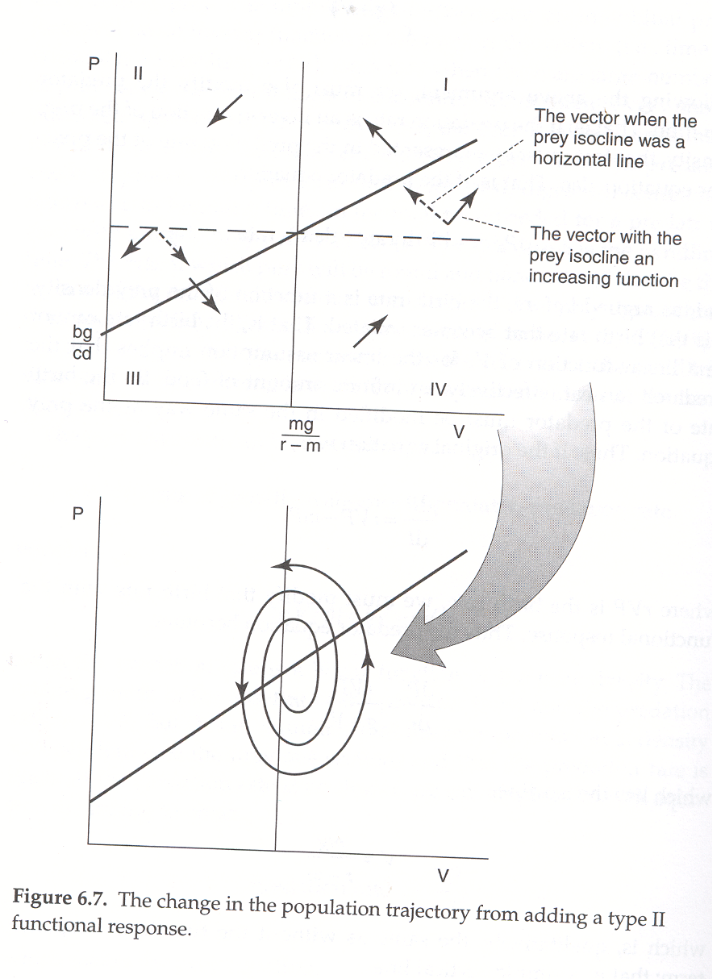 P
II
I
The vector when the
prey isocline was a
horizontal line
The vector with the
prey isocline an
increasing function
bg
cd
III
IV
mg
r – m
V
P
V
Figure 6.7. The change in the population trajectory from adding a type II
functional response.